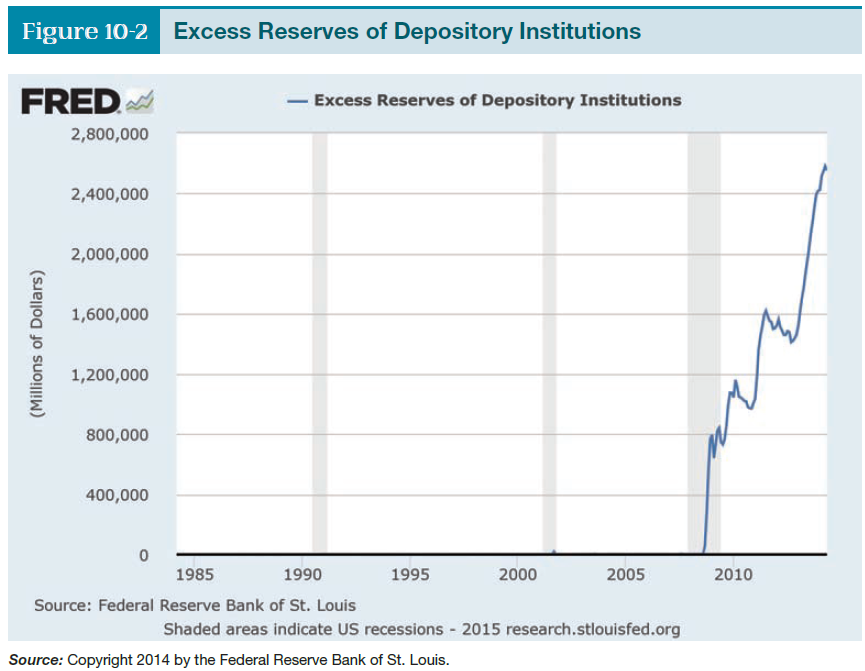 Figure 10-2 Excess Reserves of Depository Institutions
FRED
Excess Reserves of Depository Institutions
2,800,000
2,400,000
2,000,000
1,600,000
1,200,000
800,000
400,000
0
(Millions of Dollars)
1985 1990 1995 2000 2005 2010
Source: Federal Reserve Bank of St. Louis
Shaded areas indicate US recessions - 2015 research.stlouisfed.org
Source: Copyright 2014 by the Federal Reserve Bank of St. Louis.